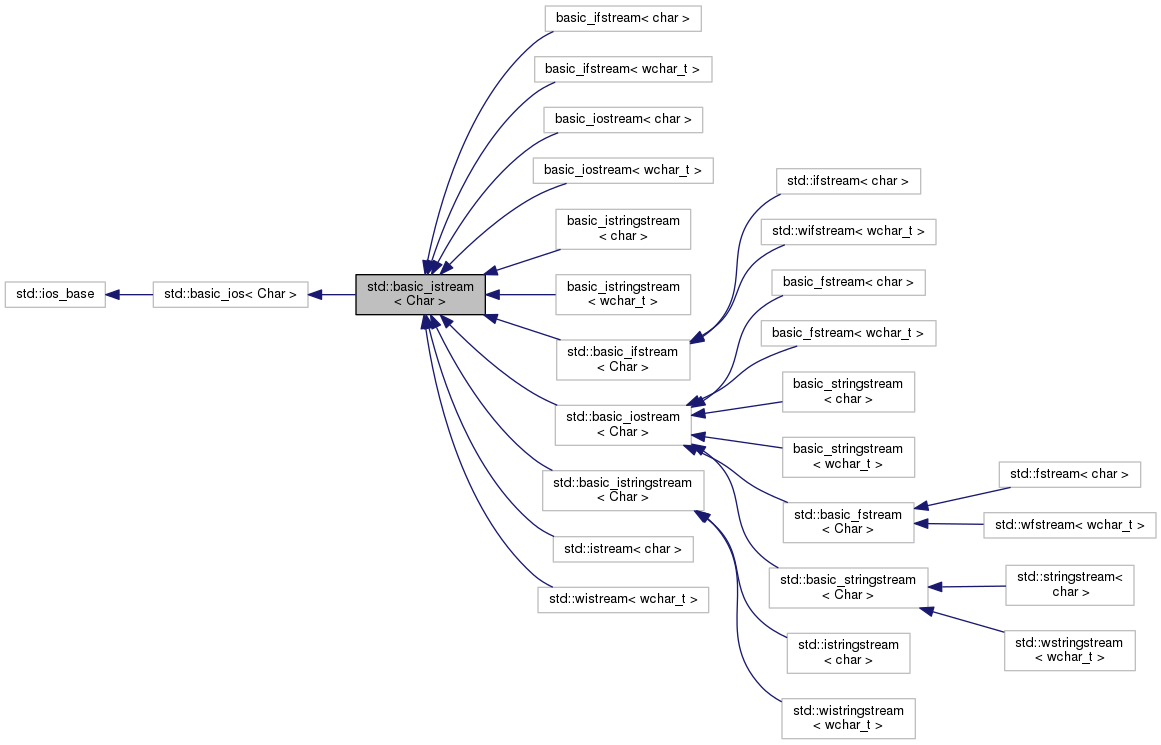 std::ios_base
std::basic_ios< Char >
std::basic_istream
< Char >
basic_ifstream< char >
basic_ifstream< wchar_t >
basic_iostream< char >
basic_iostream< wchar_t >
basic_istringstream
< char >
basic_istringstream
< wchar_t >
std::basic_ifstream
< Char >
std::basic_iostream
< Char >
std::basic_istringstream
< Char >
std::istream< char >
std::wistream< wchar_t >
std::ifstream< char >
std::wifstream< wchar_t >
basic_fstream< char >
basic_fstream< wchar_t >
basic_stringstream
< char >
basic_stringstream
< wchar_t >
std::basic_fstream
< Char >
std::basic_stringstream
< Char >
std::istringstream
< char >
std::wistringstream
< wchar_t >
std::fstream< char >
std::wfstream< wchar_t >
std::stringstream<
char >
std::wstringstream
< wchar_t >